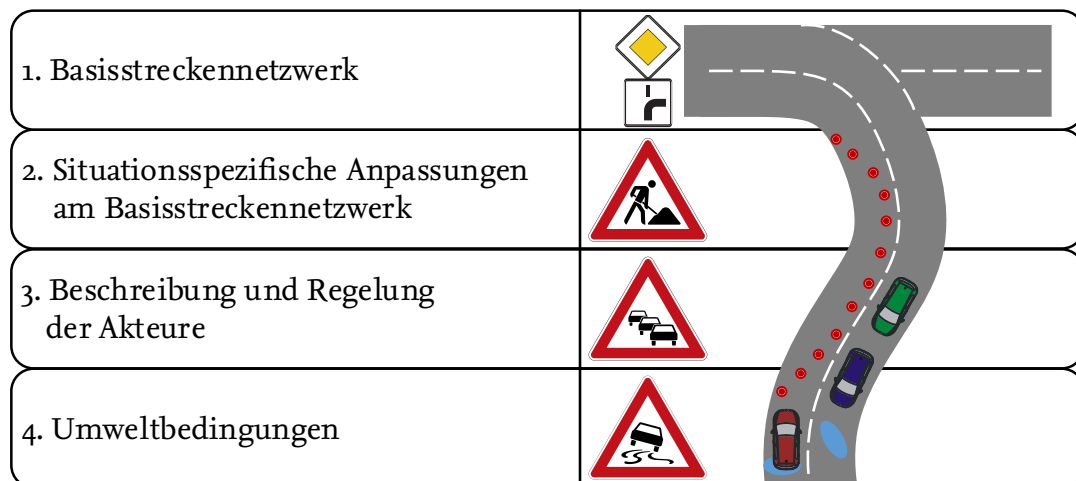 1. Basisstreckennetzwerk
2. Situationsspezifische Anpassungen
am Basisstreckennetzwerk
3. Beschreibung und Regelung
der Akteure
4. Umweltbedingungen